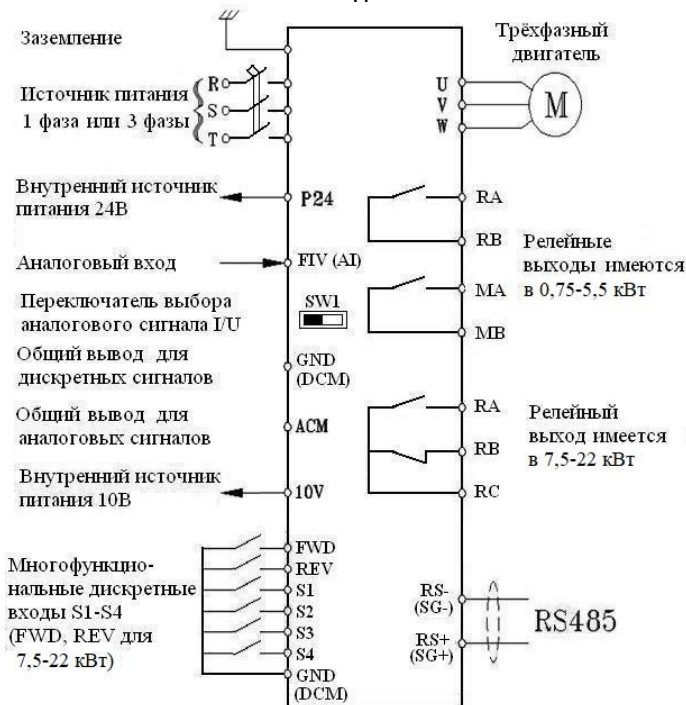 Заземление
R
Источник питания
1 фаза или 3 фазы
S
T
Внутренний источник
питания 24В
P24
Аналоговый вход
FIV (AI)
Переключатель выбора
аналогового сигнала I/U
SW1
Общий вывод для
дискретных сигналов
GND
(DCM)
Общий вывод для
аналоговых сигналов
ACM
Внутренний источник
питания 10В
10V
Многофункцио-
нальные дискретные
входы S1-S4
(FWD, REV для
7,5-22 кВт)
FWD
REV
S1
S2
S3
S4
GND
(DCM)
Трёхфазный
двигатель
U
V
W
M
RA
RB
MA
MB
Релейные
выходы имеются
в 0,75-5,5 кВт
RA
RB
RC
Релейный
выход имеется
в 7,5-22 кВт
RS-
(SG-)
RS+
(SG+)
RS485